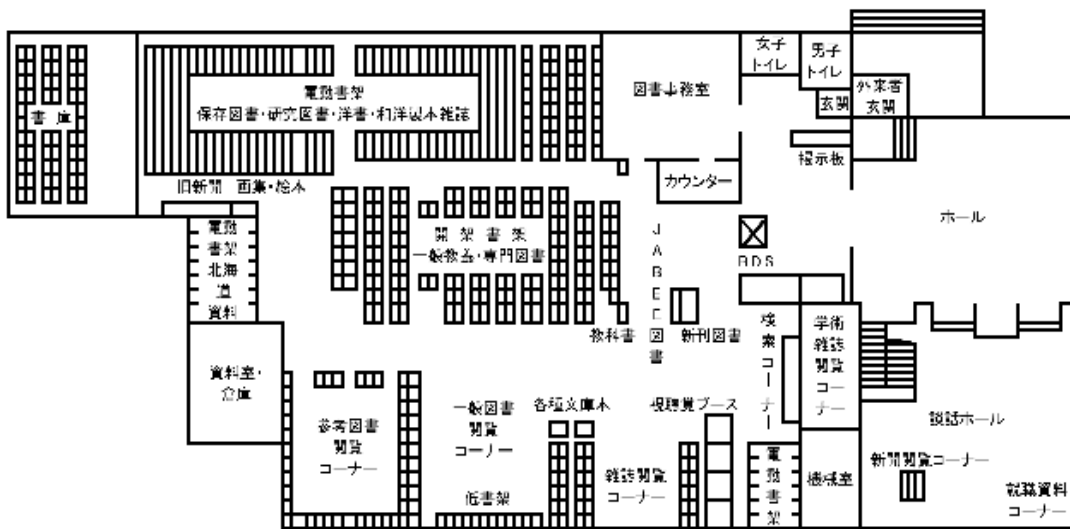 女子
トイレ
男子
トイレ
図書事務室
外来者
玄関
玄関
書庫
電動書架
保存図書・研究図書・洋書・和洋製本雑誌
掲示板
カウンター
旧新聞 画集・絵本
ホール
電動
書架
北海
道
資料
開架書架
一般教養・専門図書
JABEE図書
BDS
教科書
新刊図書
検索コーナー
学術
雑誌
閲覧
コー
ナー
資料室・
倉庫
一般図書
閲覧
コーナー
各種文庫本
視聴覚ブース
参考図書
閲覧
コーナー
談話ホール
新聞閲覧コーナー
雑誌閲覧
コーナー
電動書架
機械室
低書架
就職資料
コーナー